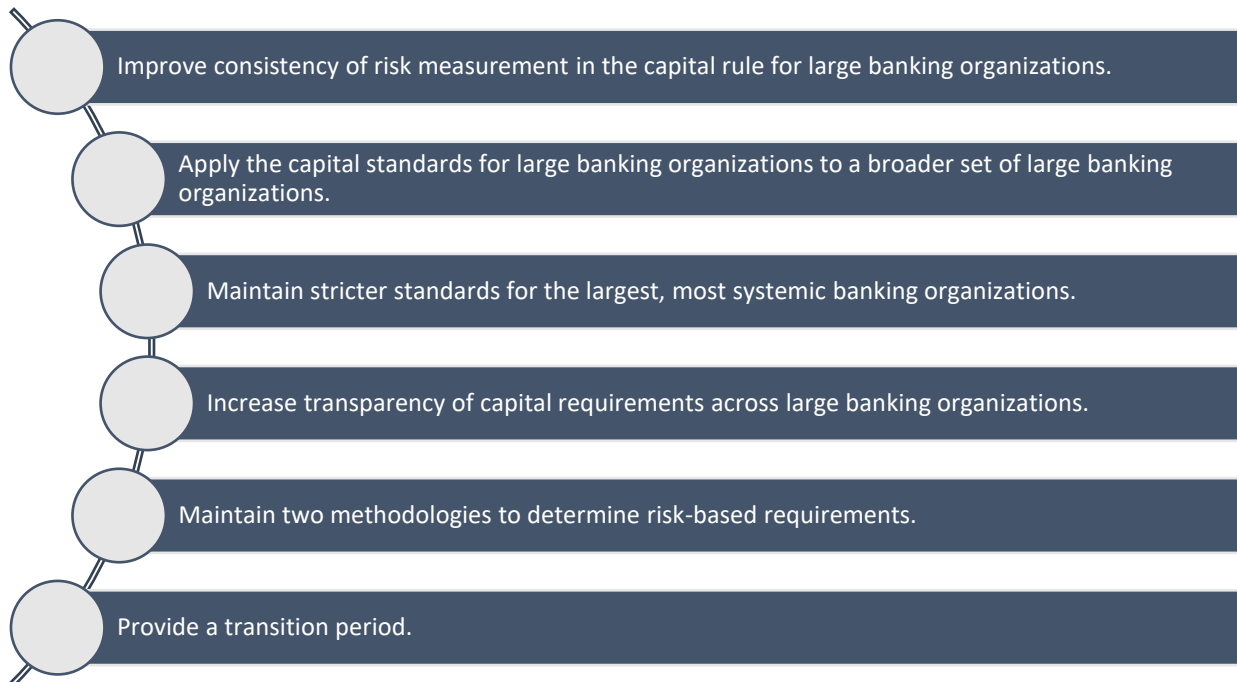 Improve consistency of risk measurement in the capital rule for large banking organizations.
Apply the capital standards for large banking organizations to a broader set of large banking
organizations.
Maintain stricter standards for the largest, most systemic banking organizations.
Increase transparency of capital requirements across large banking organizations.
Maintain two methodologies to determine risk-based requirements.
Provide a transition period.